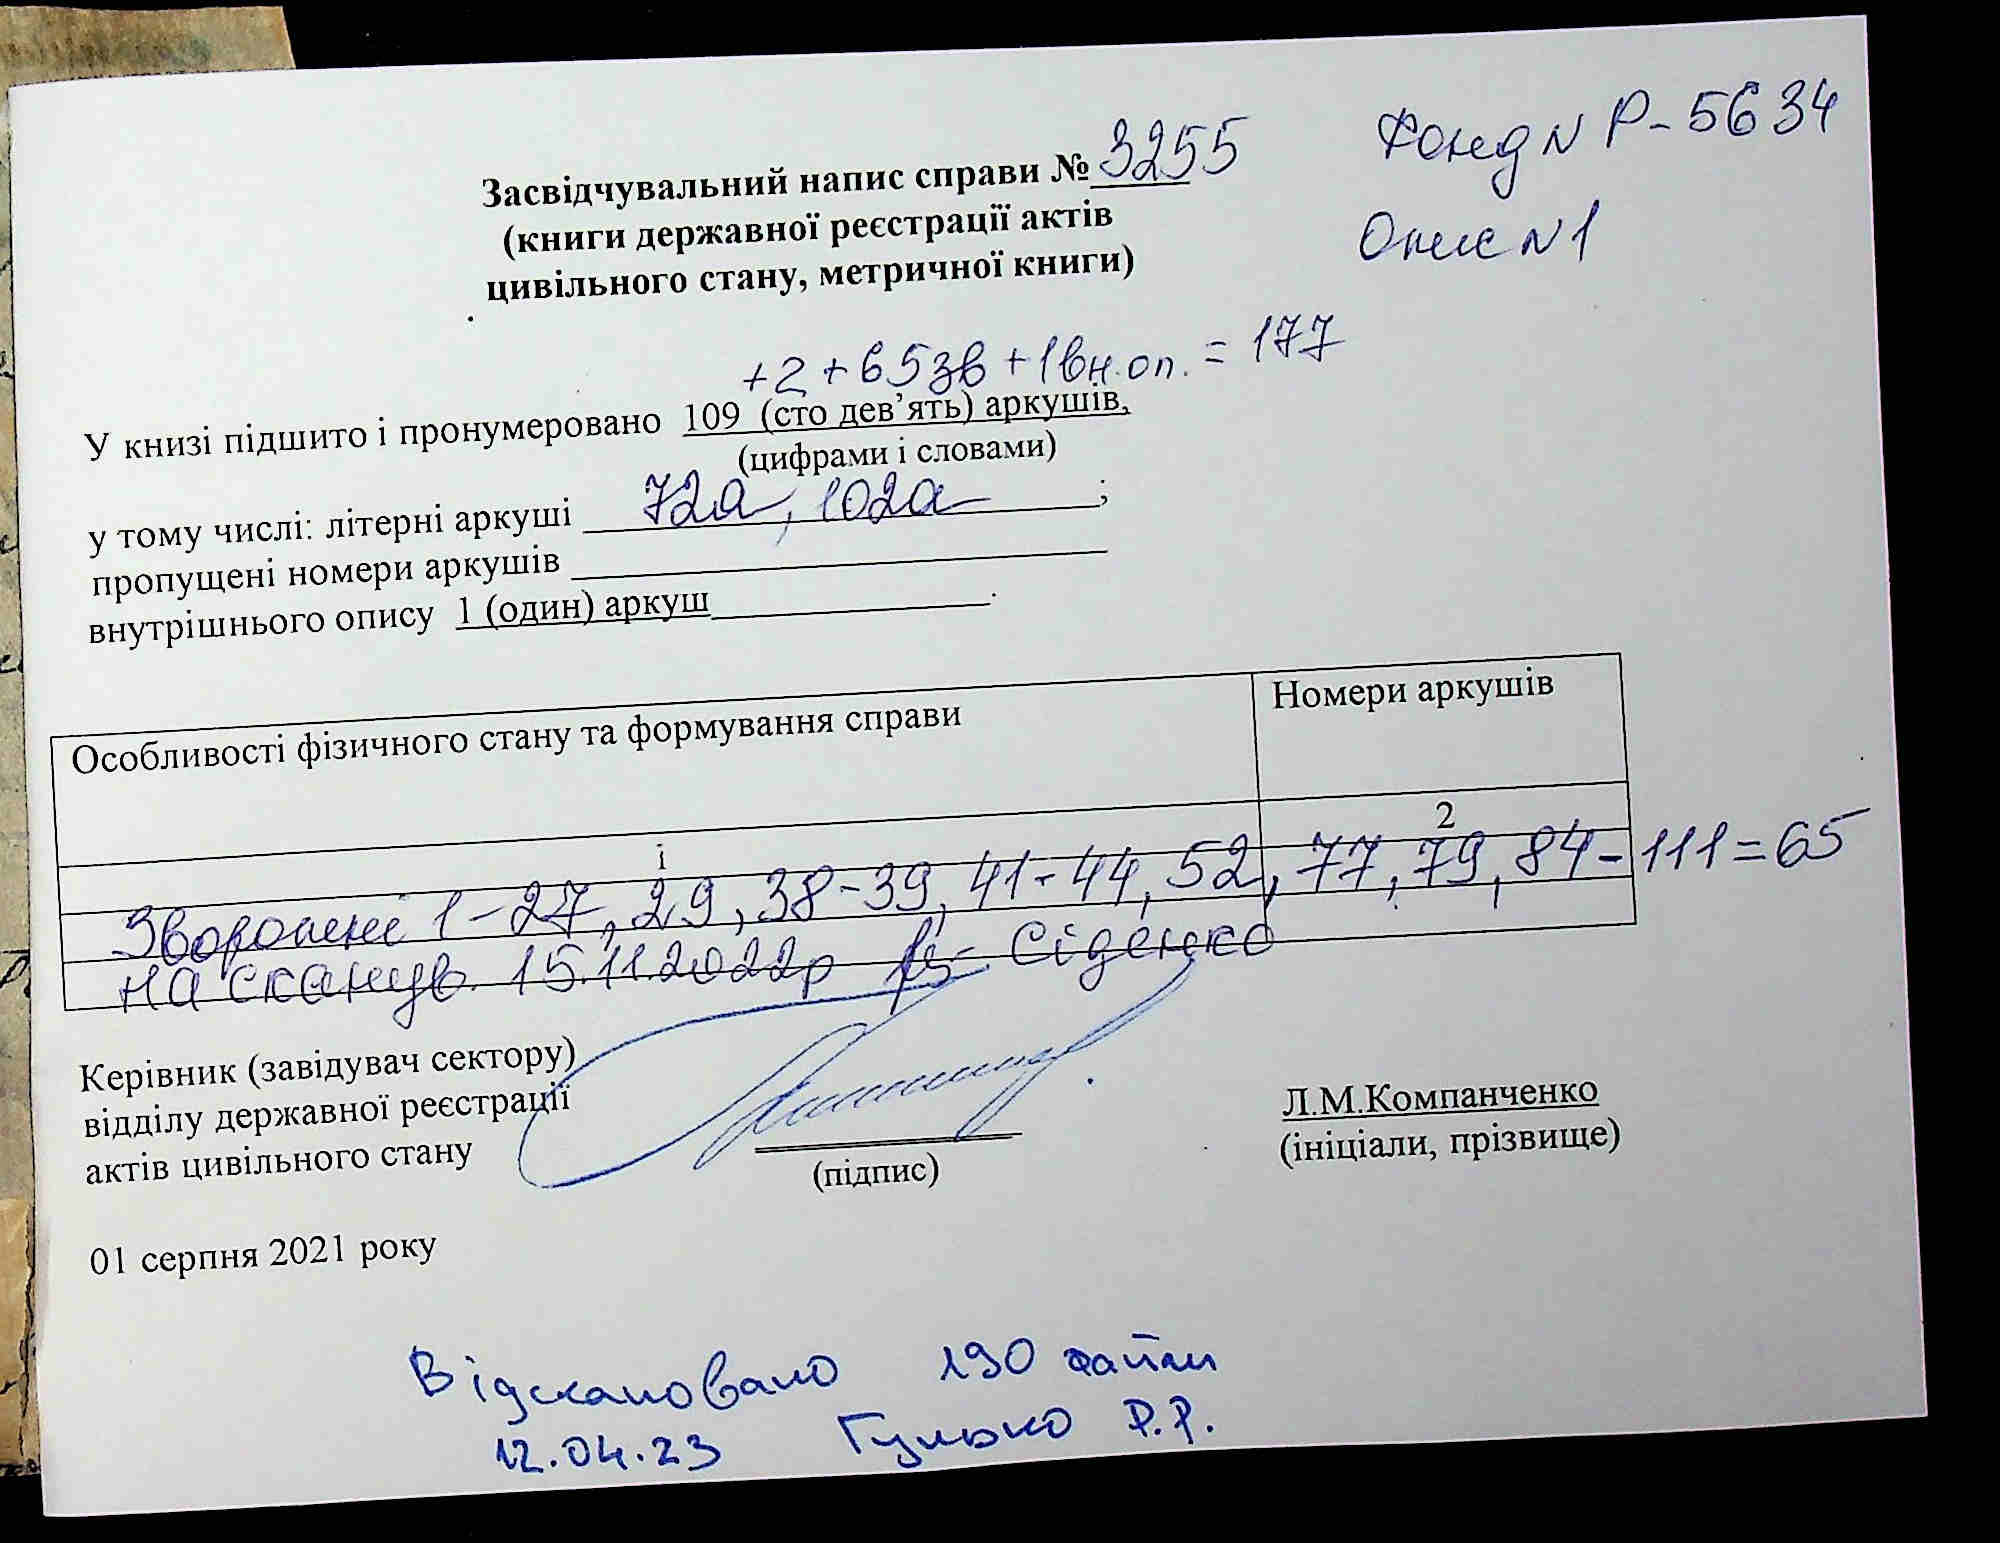 Фонд N Р-5634
Опис N 1
Засвідчувальний напис справи № 3255
(книги державної реєстрації актів
цивільного стану, метричної книги)
+2+65зв+1вн.оп. = 177
У книзі підшито і пронумеровано 109 (сто дев’ять) аркушів,
(цифрами і словами)
у тому числі: літерні аркуші 72а, 102а ;
пропущені номери аркушів
внутрішнього опису 1 (один) аркуш .
Особливості фізичного стану та формування справи Номери аркушів
1 2
Зворотні 1-27, 29, 38-39, 41-44, 52, 77, 79, 84-111=65
на сканув. 15.11.2022р Сіденко
Керівник (завідувач сектору)
відділу державної реєстрації
актів цивільного стану
(підпис)
Л.М.Компанченко
(ініціали, прізвище)
01 серпня 2021 року
Відскановано 190 файли
12.04.23 Гулько Р.Р.